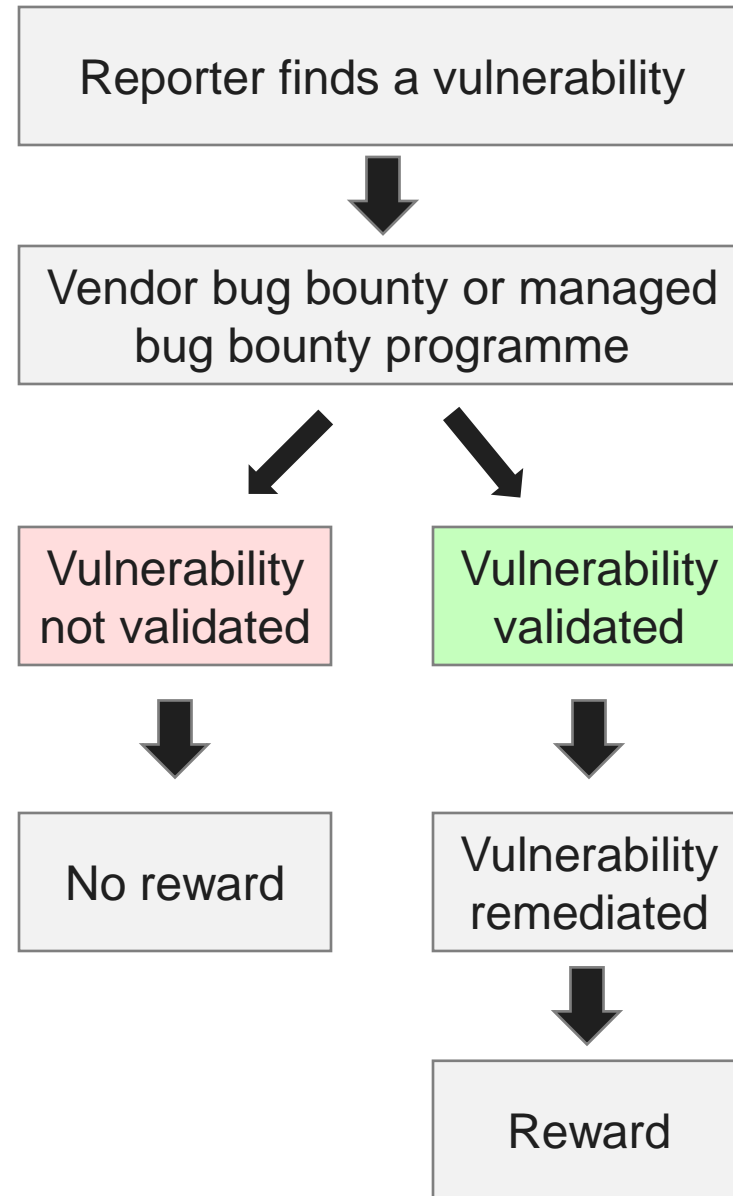 Reporter finds a vulnerability
Vendor bug bounty or managed
bug bounty programme
Vulnerability
not validated
Vulnerability
validated
No reward
Vulnerability
remediated
Reward